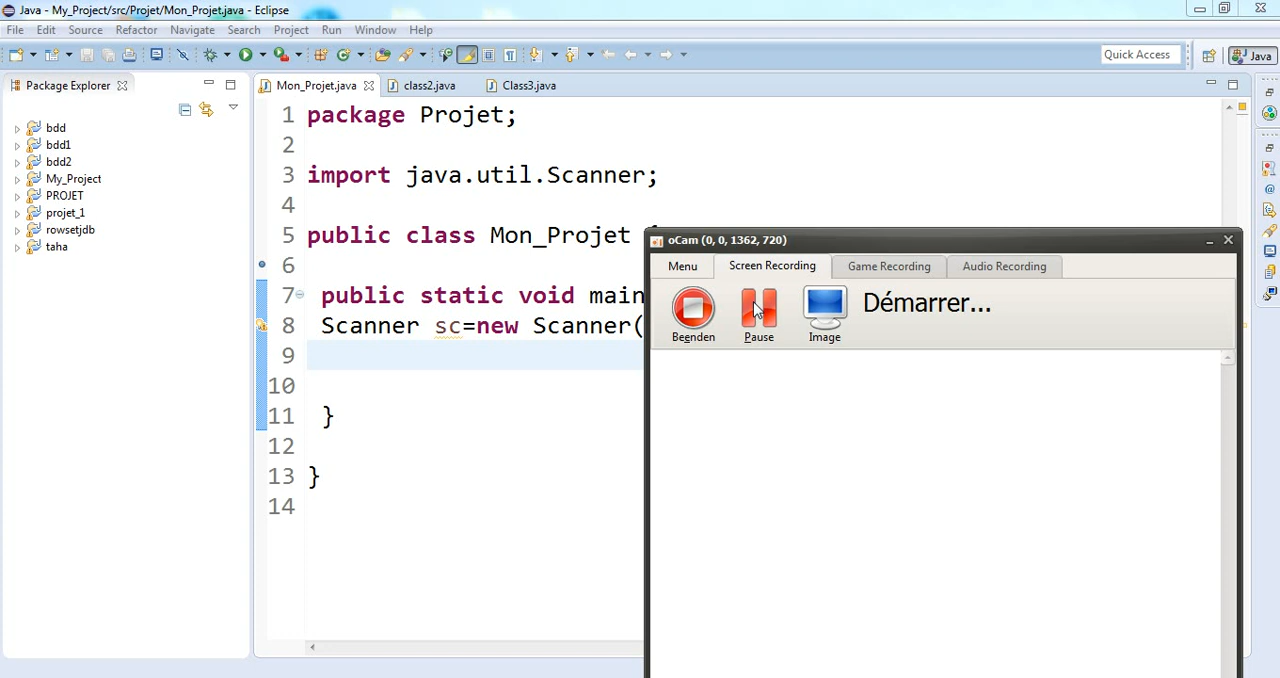 Java - My_Project/src/Projet/Mon_Projet.java - Eclipse
File Edit Source Refactor Navigate Search Project Run Window Help
Quick Access Java
Package Explorer
bdd
bdd1
bdd2
My_Project
PROJET
projet_1
rowsetjdb
taha
Mon_Projet.java class2.java Class3.java
1 package Projet;
2
3 import java.util.Scanner;
4
5 public class Mon_Projet
6
7 public static void main
8 Scanner sc=new Scanner(
9
10
11 }
12
13 }
14
oCam (0, 0, 1362, 720)
Menu Screen Recording Game Recording Audio Recording
Beenden Pause Image Démarrer...